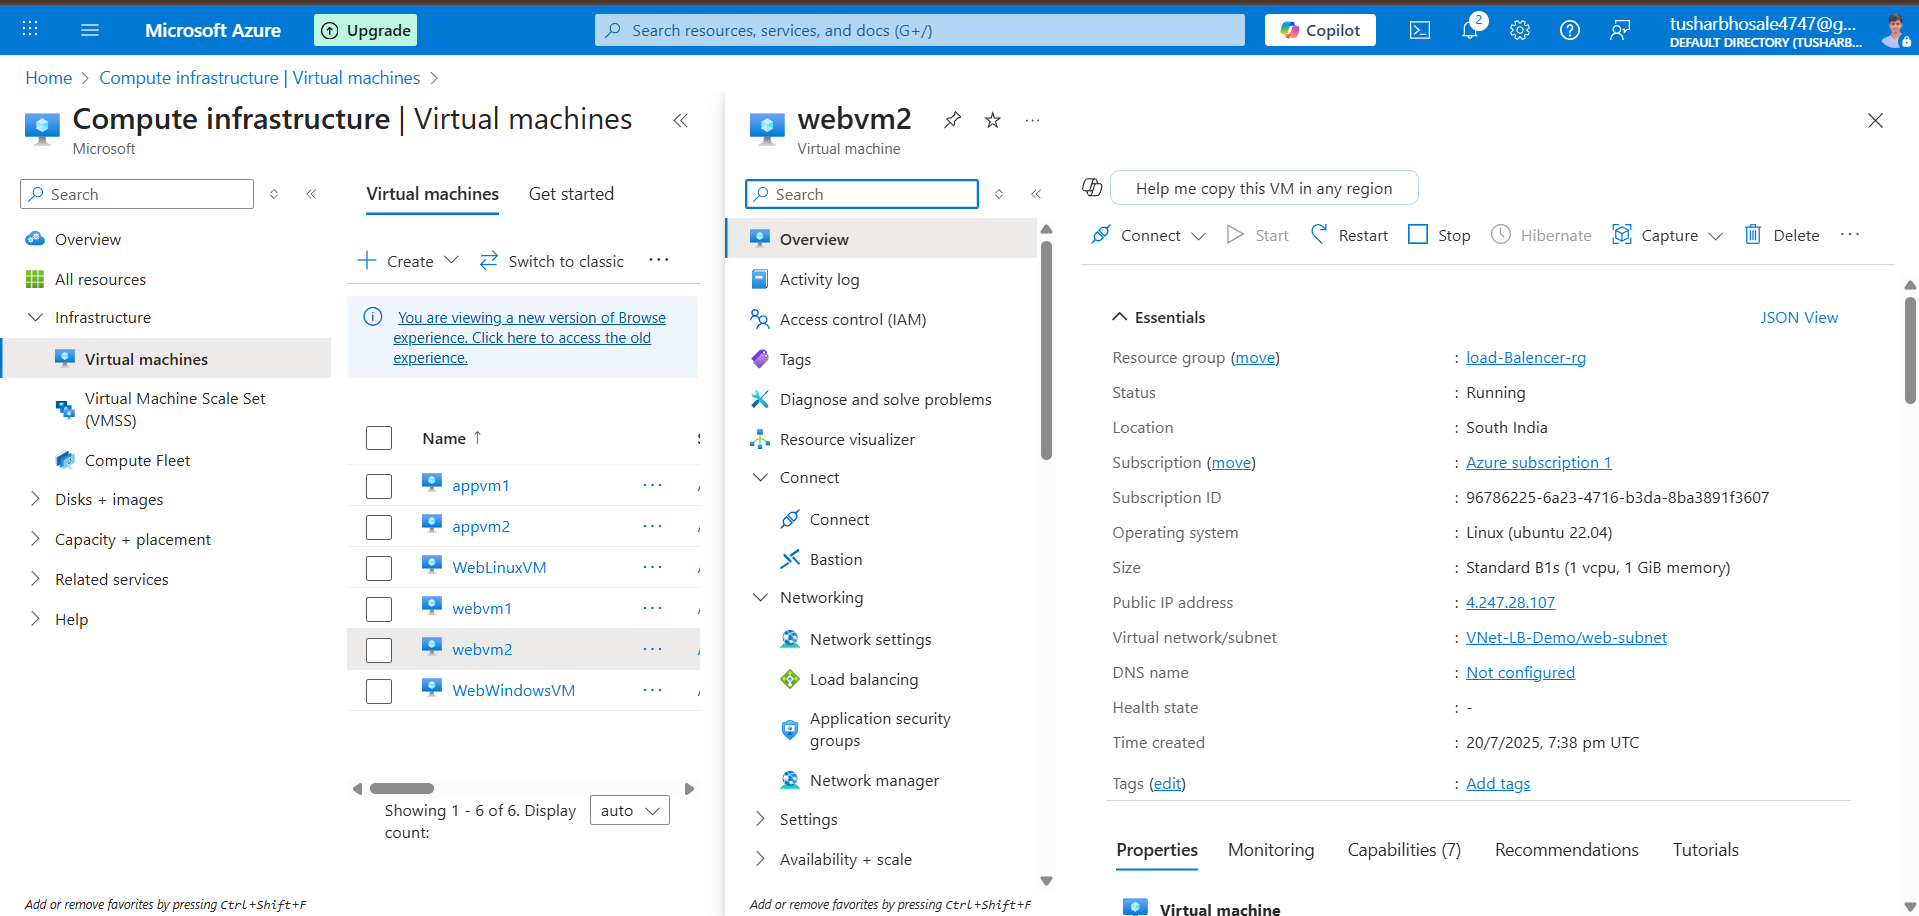 Microsoft Azure
Upgrade
Search resources, services, and docs (G+/)
Copilot
2
tusharbhosale4747@g...
DEFAULT DIRECTORY (TUSHARB...
Home > Compute infrastructure | Virtual machines >
Compute infrastructure | Virtual machines
Microsoft
Search
Overview
All resources
Infrastructure
Virtual machines
Virtual Machine Scale Set
(VMSS)
Compute Fleet
Disks + images
Capacity + placement
Related services
Help
Add or remove favorites by pressing Ctrl+Shift+F
Virtual machines Get started
Create Switch to classic ...
You are viewing a new version of Browse
experience. Click here to access the old
experience.
Name ↑
appvm1 ...
appvm2 ...
WebLinuxVM ...
webvm1 ...
webvm2 ...
WebWindowsVM ...
Showing 1 - 6 of 6. Display
count:
auto
webvm2 ...
Virtual machine
Search
Overview
Activity log
Access control (IAM)
Tags
Diagnose and solve problems
Resource visualizer
Connect
Connect
Bastion
Networking
Network settings
Load balancing
Application security
groups
Network manager
Settings
Availability + scale
Add or remove favorites by pressing Ctrl+Shift+F
Help me copy this VM in any region
Connect Start Restart Stop Hibernate Capture Delete ...
Essentials JSON View
Resource group (move) : load-Balencer-rg
Status : Running
Location : South India
Subscription (move) : Azure subscription 1
Subscription ID : 96786225-6a23-4716-b3da-8ba3891f3607
Operating system : Linux (ubuntu 22.04)
Size : Standard B1s (1 vcpu, 1 GiB memory)
Public IP address : 4.247.28.107
Virtual network/subnet : VNet-LB-Demo/web-subnet
DNS name : Not configured
Health state : -
Time created : 20/7/2025, 7:38 pm UTC
Tags (edit) : Add tags
Properties Monitoring Capabilities (7) Recommendations Tutorials
Virtual machine